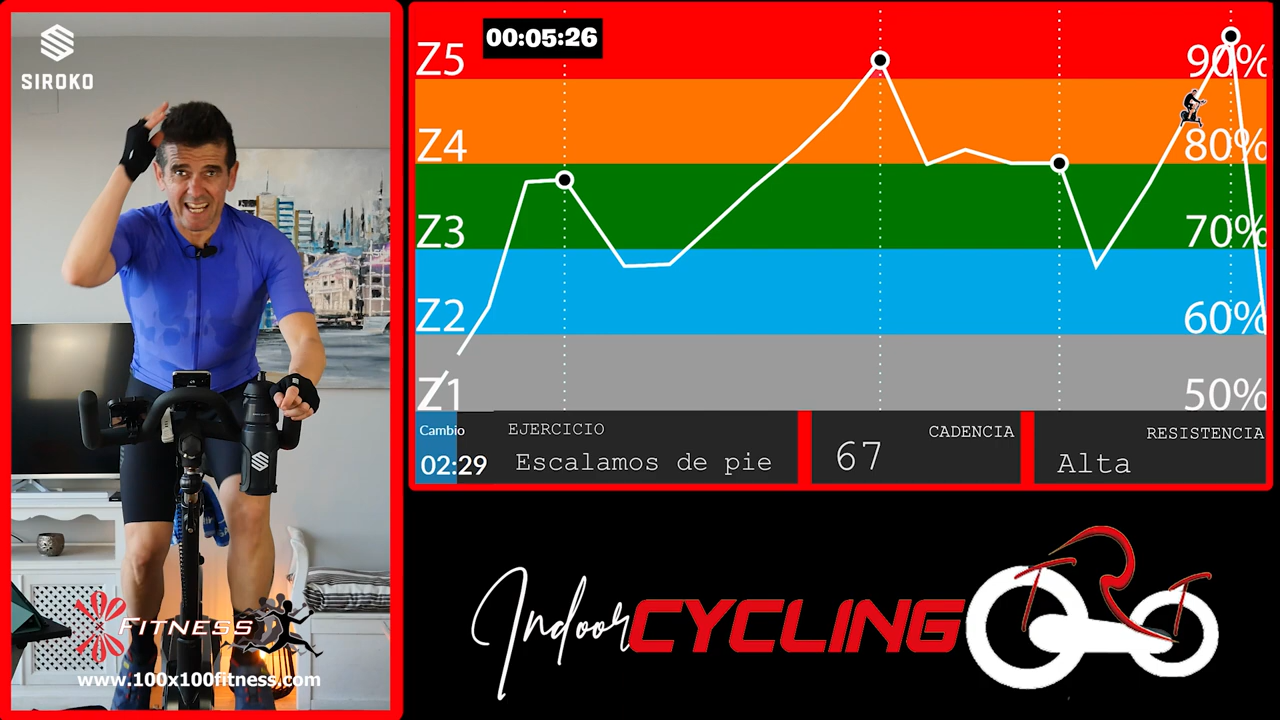 SIROKO
FITNESS
www.100x100fitness.com
00:05:26
Z5
90%
Z4
80%
Z3
70%
Z2
60%
Z1
50%
Cambio
02:29
EJERCICIO
Escalamos de pie
CADENCIA
67
RESISTENCIA
Alta
Indoor CYCLING